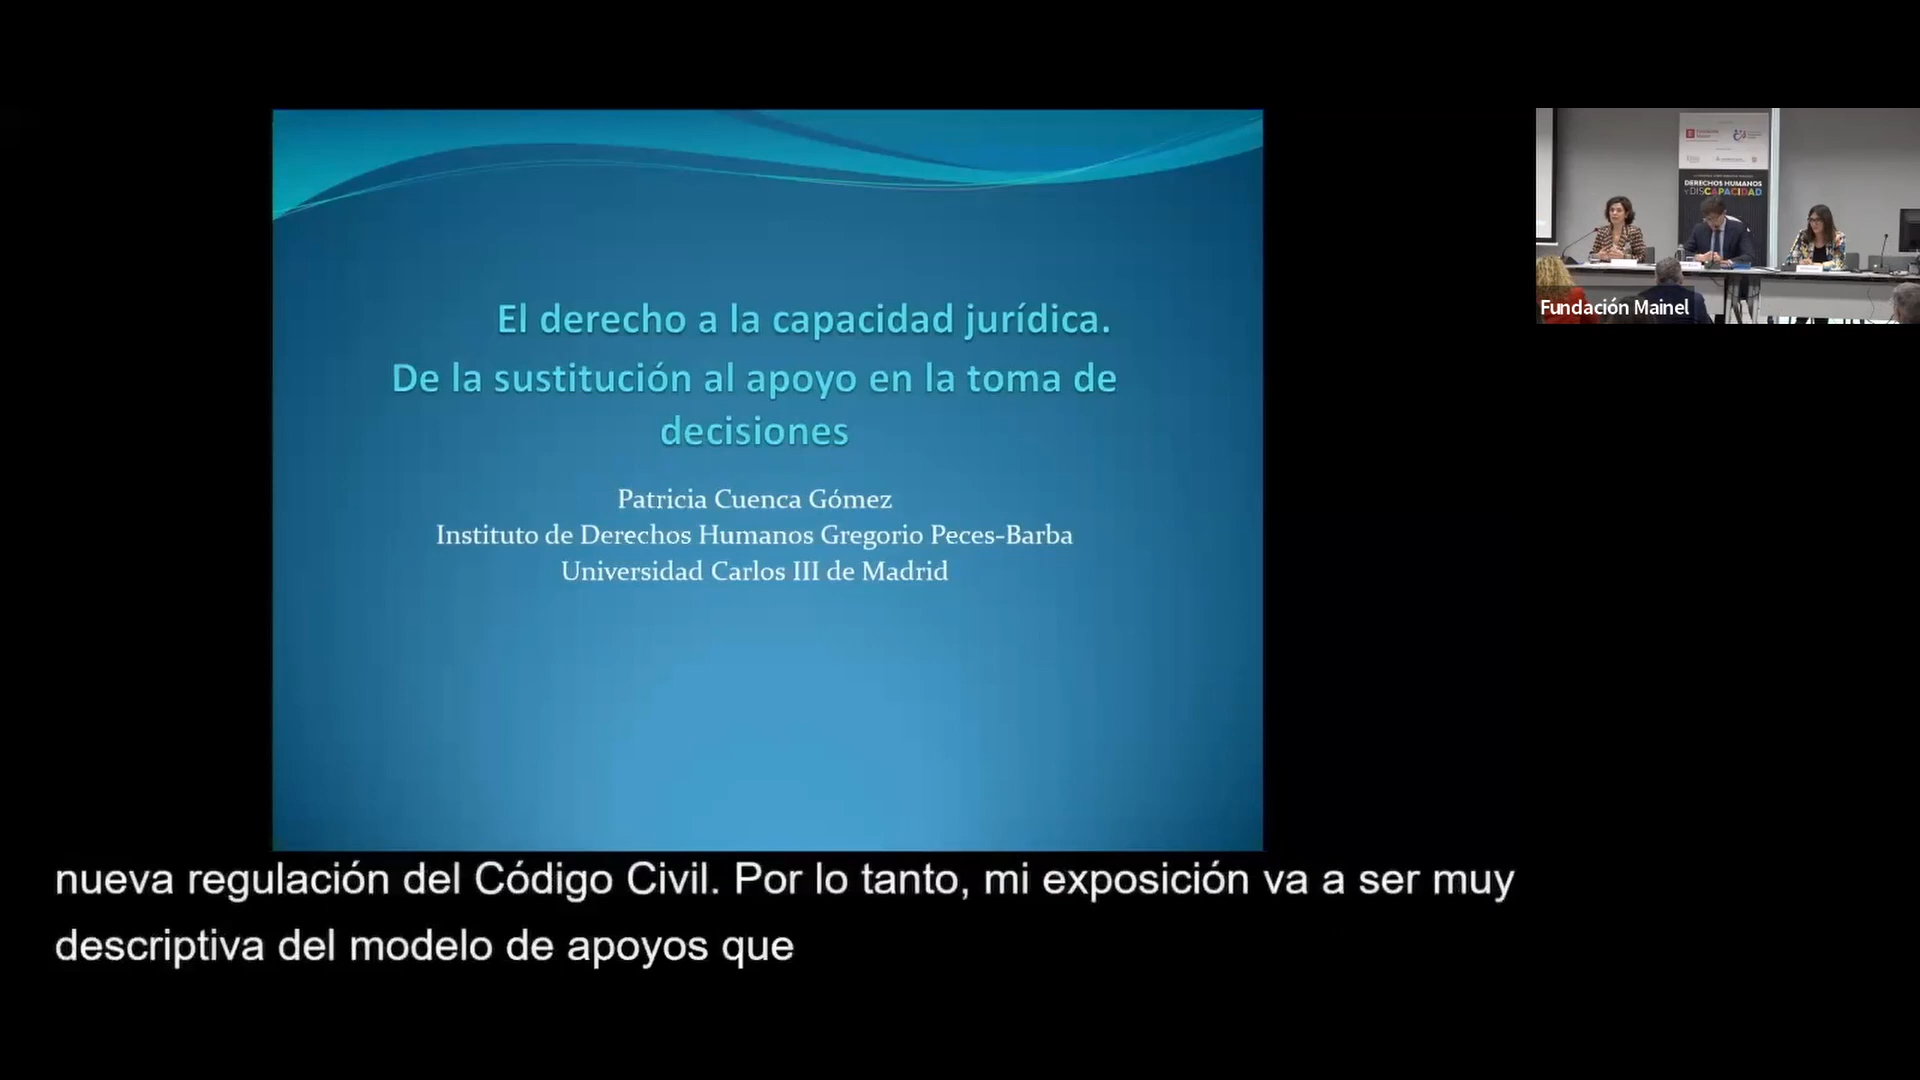 El derecho a la capacidad jurídica.
De la sustitución al apoyo en la toma de
decisiones
Patricia Cuenca Gómez
Instituto de Derechos Humanos Gregorio Peces-Barba
Universidad Carlos III de Madrid
DERECHOS HUMANOS
Y DISCAPACIDAD
Fundación Mainel
nueva regulación del Código Civil. Por lo tanto, mi exposición va a ser muy
descriptiva del modelo de apoyos que